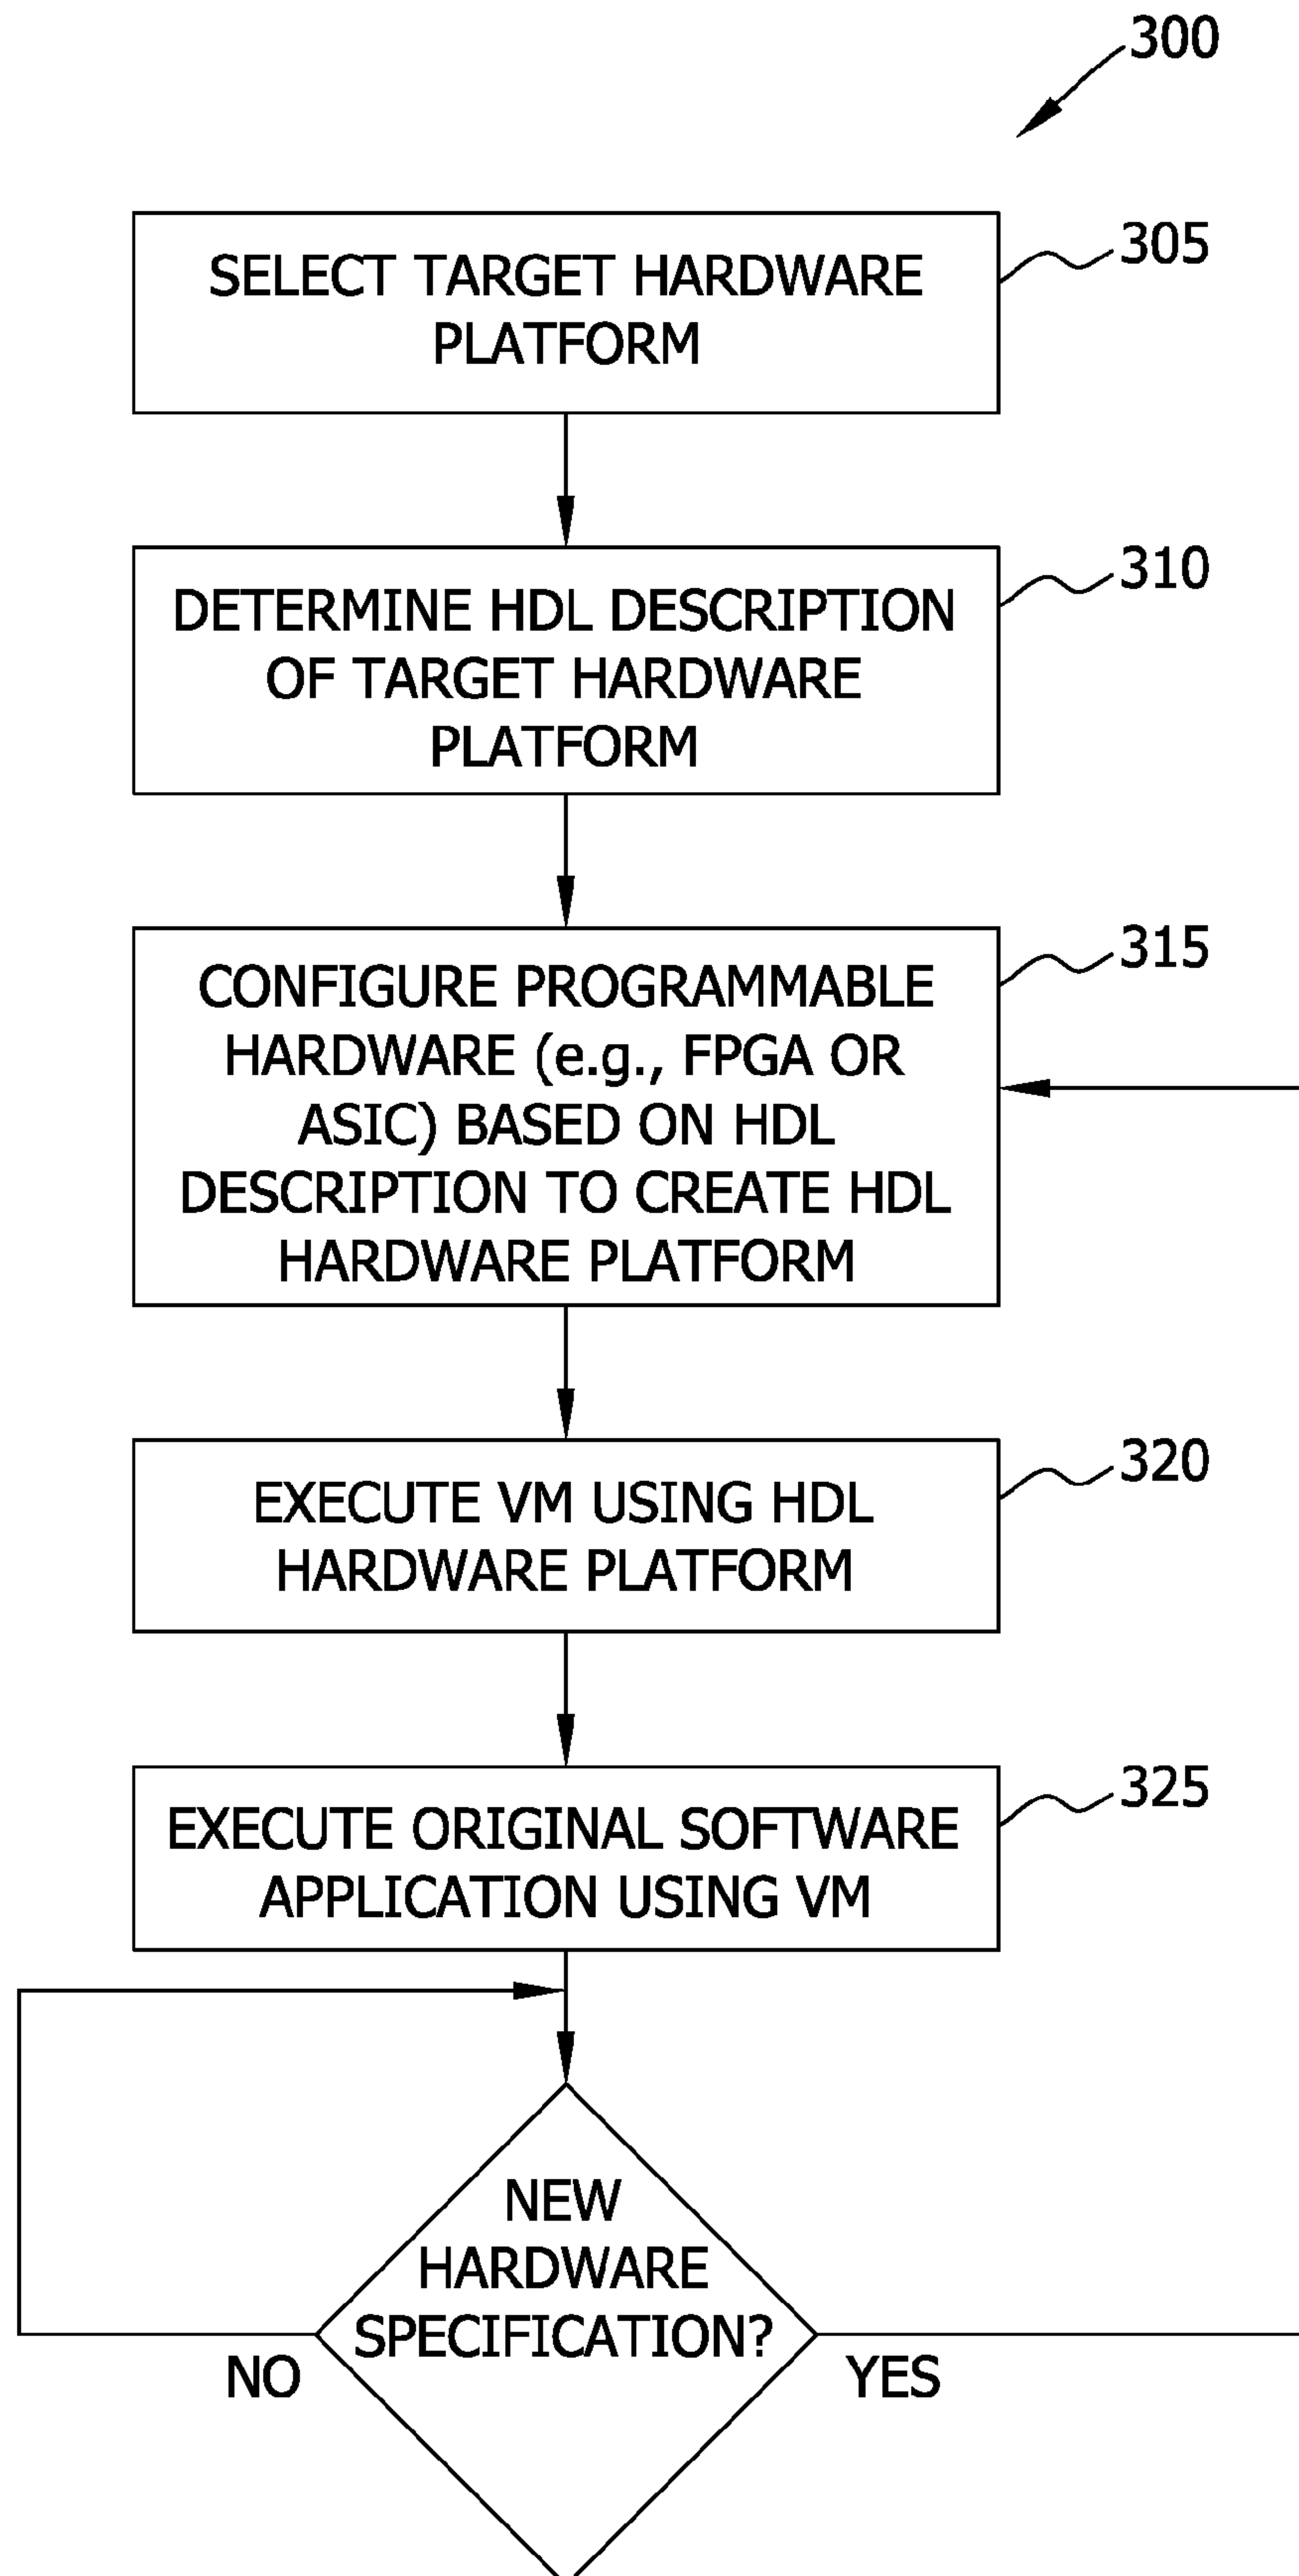 300
SELECT TARGET HARDWARE
PLATFORM
305
DETERMINE HDL DESCRIPTION
OF TARGET HARDWARE
PLATFORM
310
CONFIGURE PROGRAMMABLE
HARDWARE (e.g., FPGA OR
ASIC) BASED ON HDL
DESCRIPTION TO CREATE HDL
HARDWARE PLATFORM
315
EXECUTE VM USING HDL
HARDWARE PLATFORM
320
EXECUTE ORIGINAL SOFTWARE
APPLICATION USING VM
325
NEW
HARDWARE
SPECIFICATION?
NO
YES